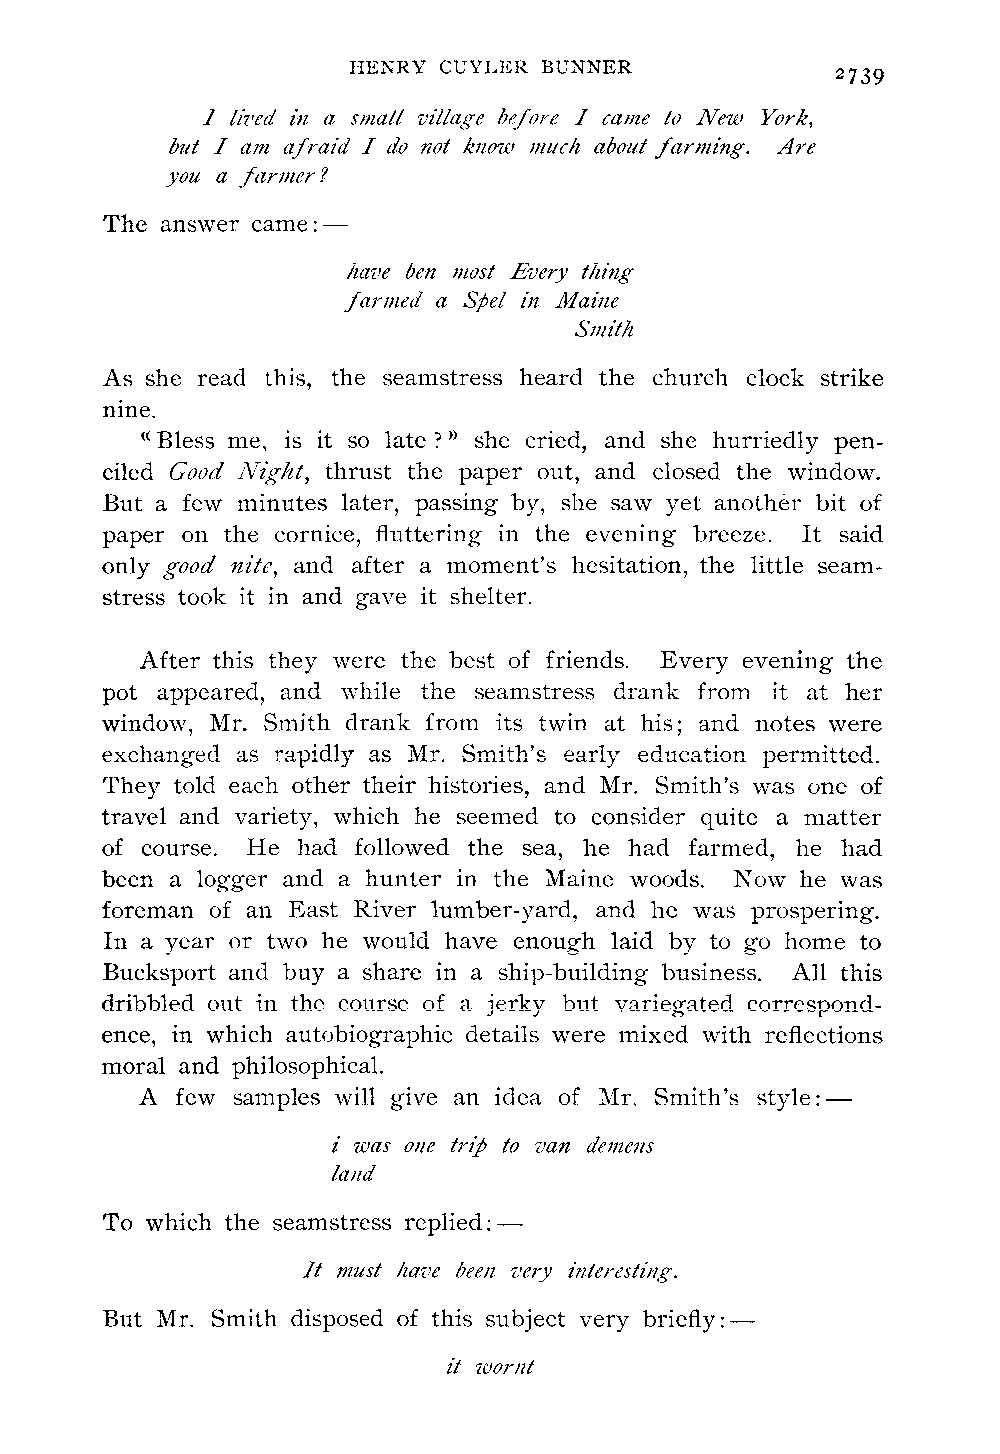 HENRY CUYLER BUNNER 2739
I lived in a small village before I came to New York,
but I am afraid I do not know much about farming. Are
you a farmer?
The answer came:—
have ben most Every thing
farmed a Spel in Maine
Smith
As she read this, the seamstress heard the church clock strike
nine.
"Bless me, is it so late?" she cried, and she hurriedly pen-
ciled Good Night, thrust the paper out, and closed the window.
But a few minutes later, passing by, she saw yet another bit of
paper on the cornice, fluttering in the evening breeze. It said
only good nite, and after a moment's hesitation, the little seam-
stress took it in and gave it shelter.
After this they were the best of friends. Every evening the
pot appeared, and while the seamstress drank from it at her
window, Mr. Smith drank from its twin at his; and notes were
exchanged as rapidly as Mr. Smith's early education permitted.
They told each other their histories, and Mr. Smith's was one of
travel and variety, which he seemed to consider quite a matter
of course. He had followed the sea, he had farmed, he had
been a logger and a hunter in the Maine woods. Now he was
foreman of an East River lumber-yard, and he was prospering.
In a year or two he would have enough laid by to go home to
Bucksport and buy a share in a ship-building business. All this
dribbled out in the course of a jerky but variegated correspond-
ence, in which autobiographic details were mixed with reflections
moral and philosophical.
A few samples will give an idea of Mr. Smith's style:—
i was one trip to van demens
land
To which the seamstress replied:—
It must have been very interesting.
But Mr. Smith disposed of this subject very briefly:—
it wornt